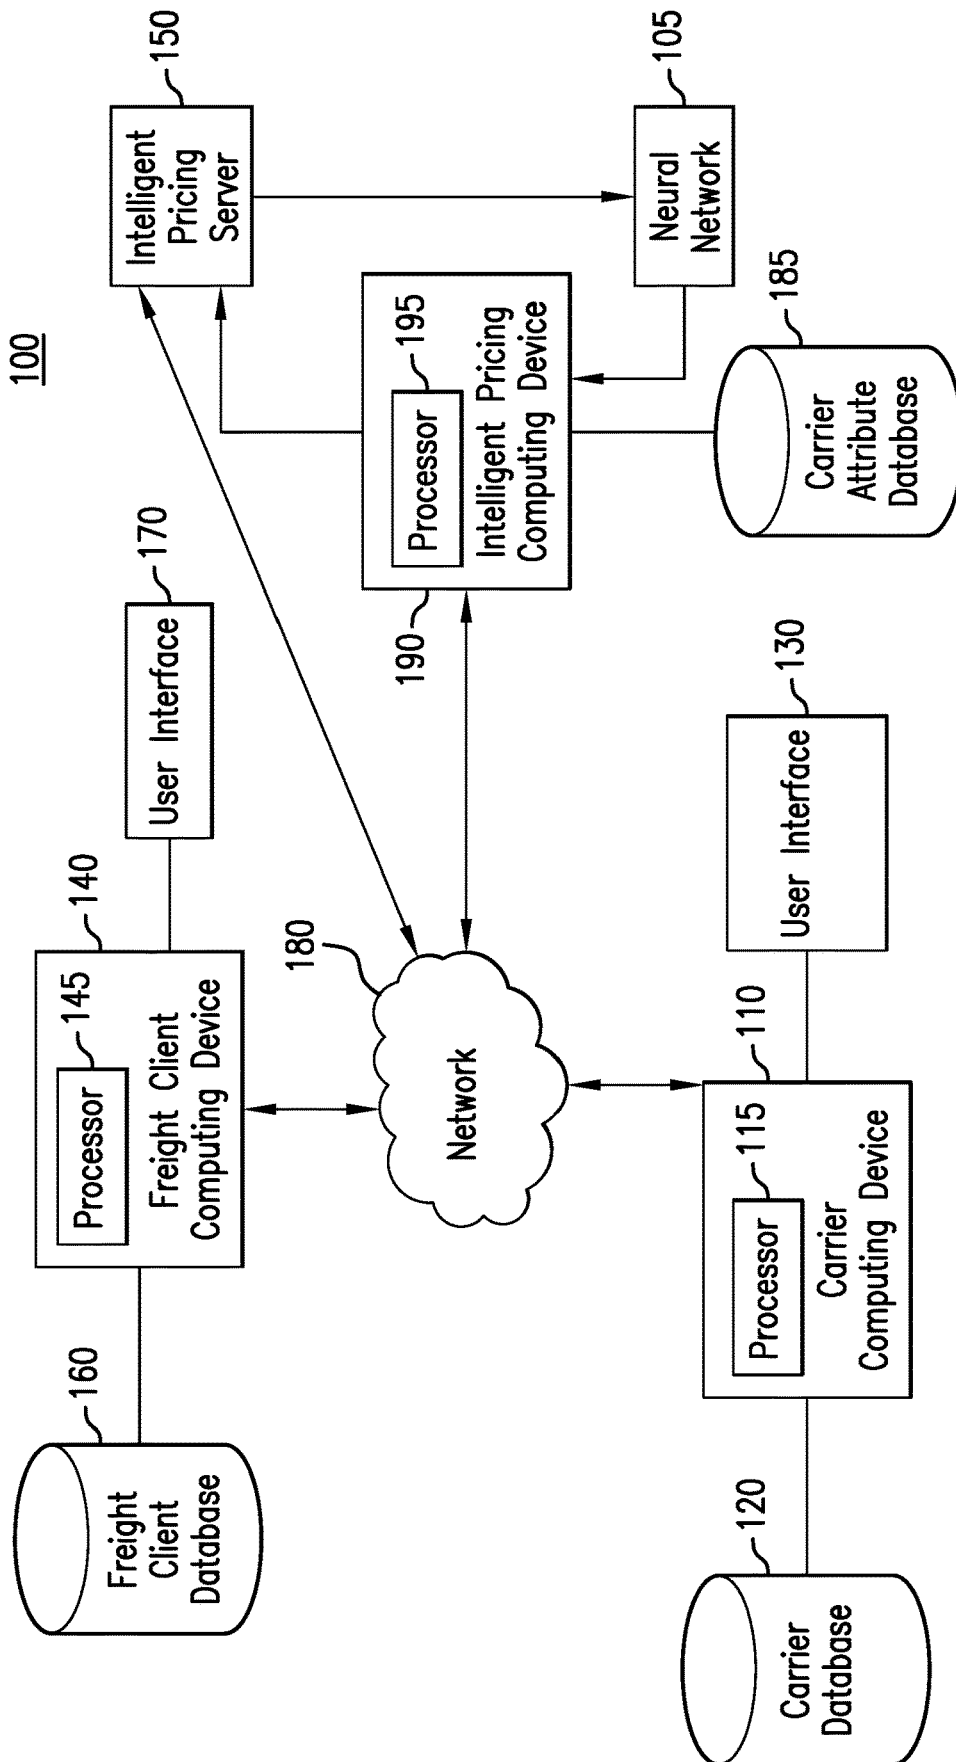 100
Freight
Client
Database
160
Processor
145
Freight Client
Computing Device
140
User Interface
170
Intelligent
Pricing
Server
150
Network
180
Processor
195
Intelligent Pricing
Computing Device
190
Neural
Network
105
Carrier
Attribute
Database
185
Carrier
Database
120
Processor
115
Carrier
Computing Device
110
User Interface
130